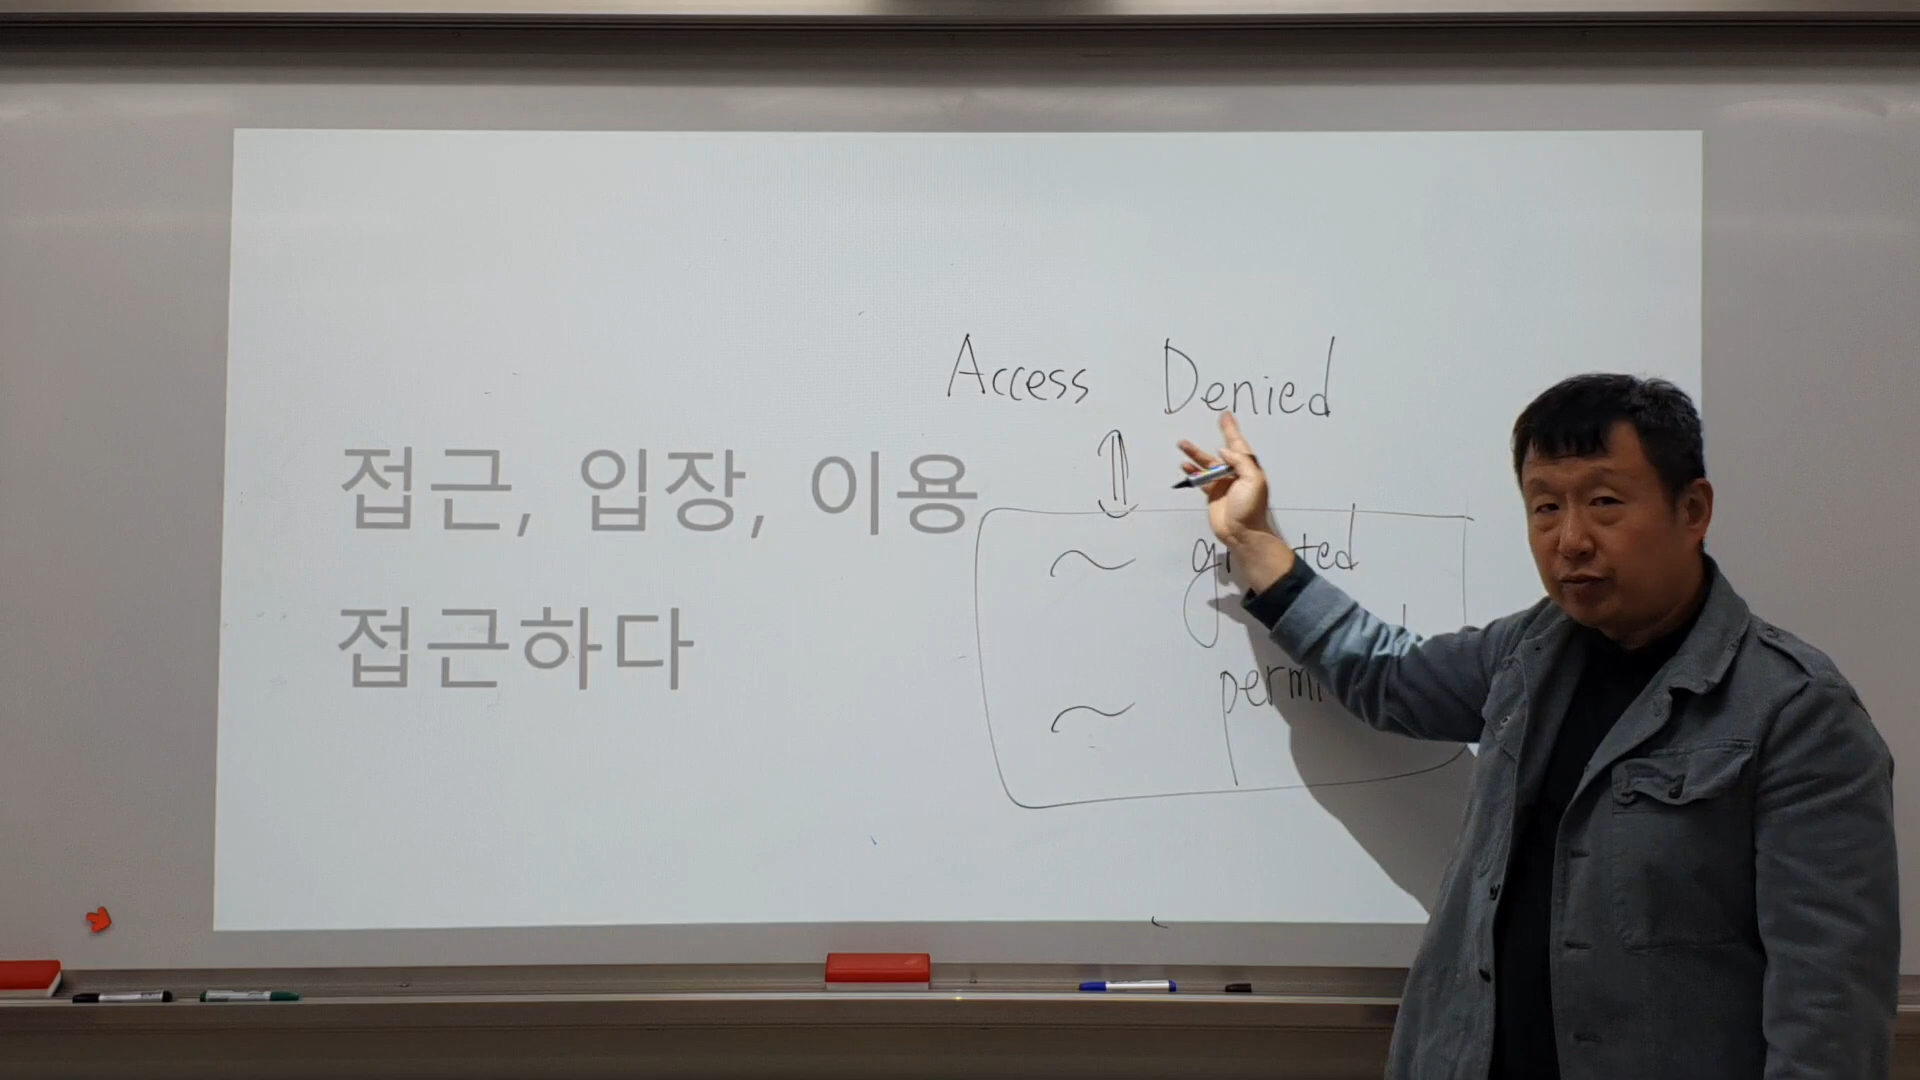 Access Denied
접근, 입장, 이용
접근하다
~
~